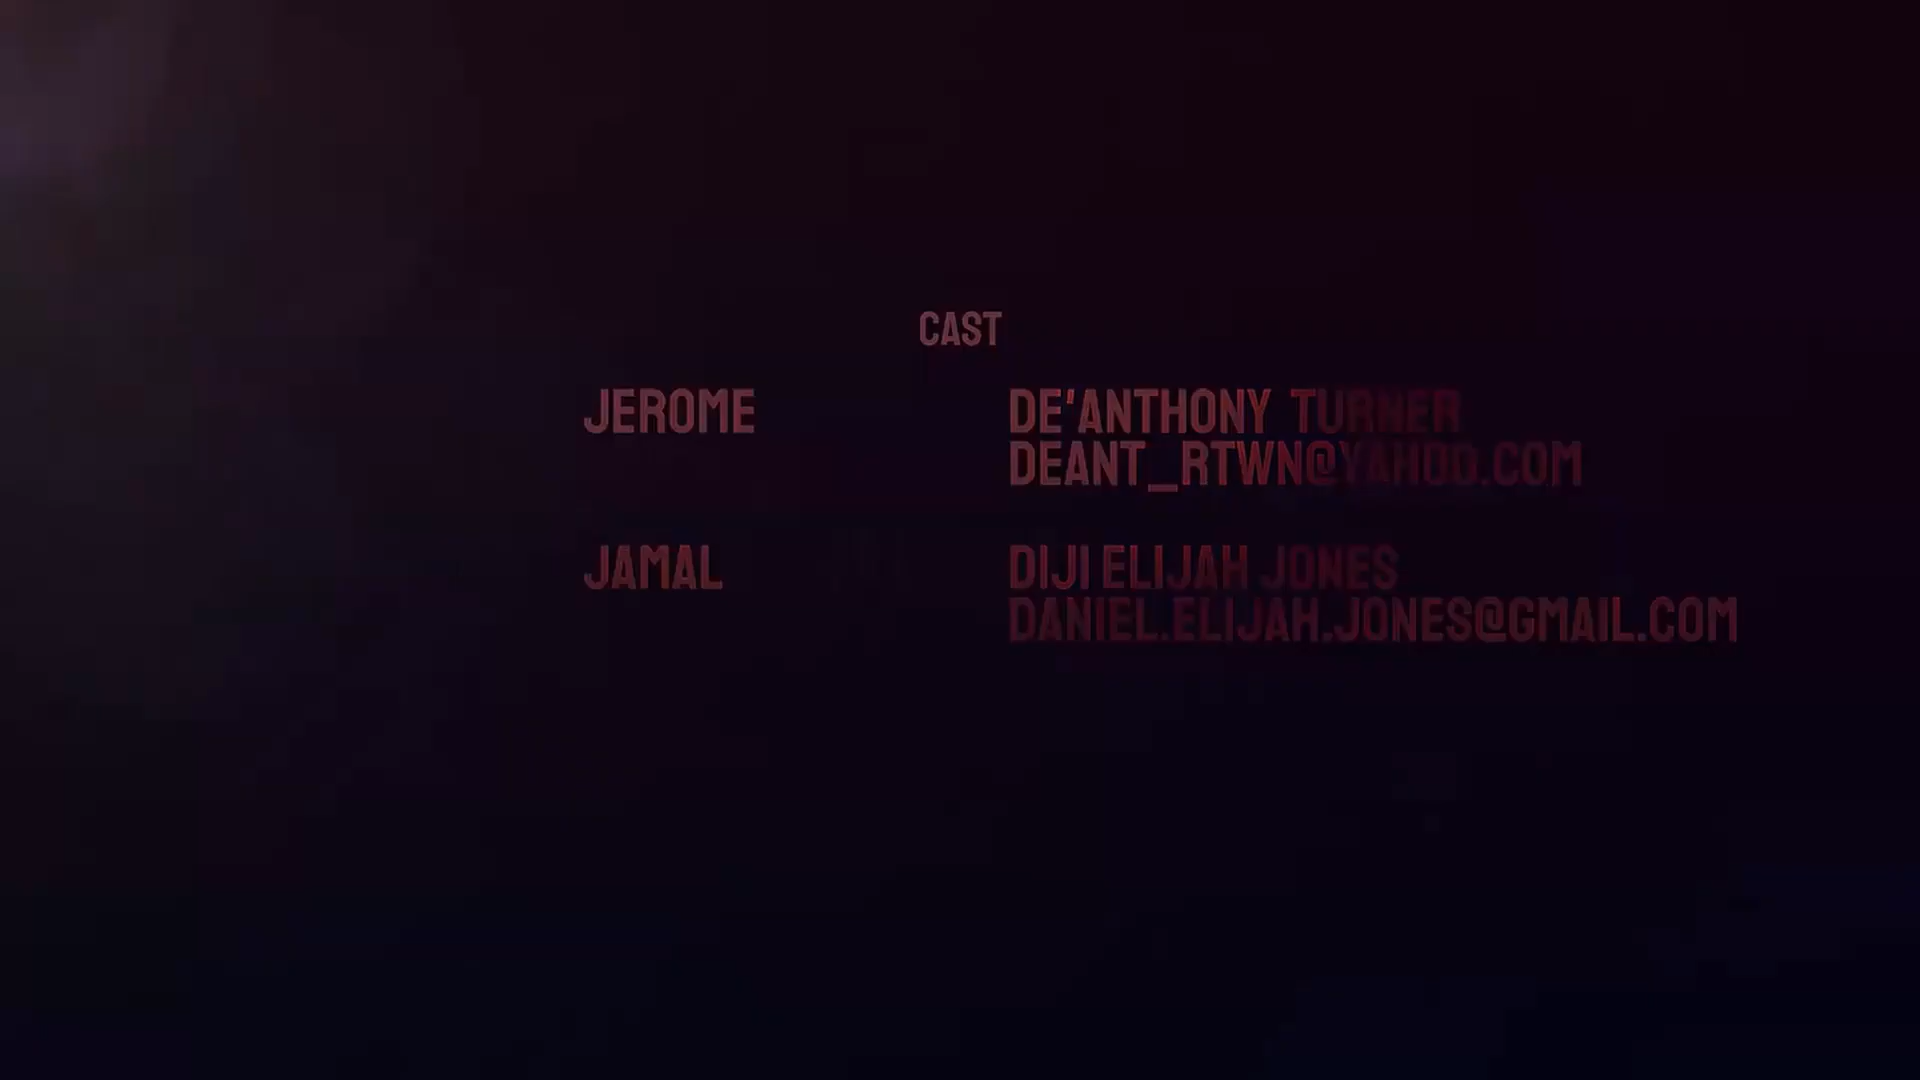 CAST
JEROME DE'ANTHONY TURNER
DEANT_RTWN@YAHOO.COM
JAMAL DIJI ELIJAH JONES
DANIEL.ELIJAH.JONES@GMAIL.COM